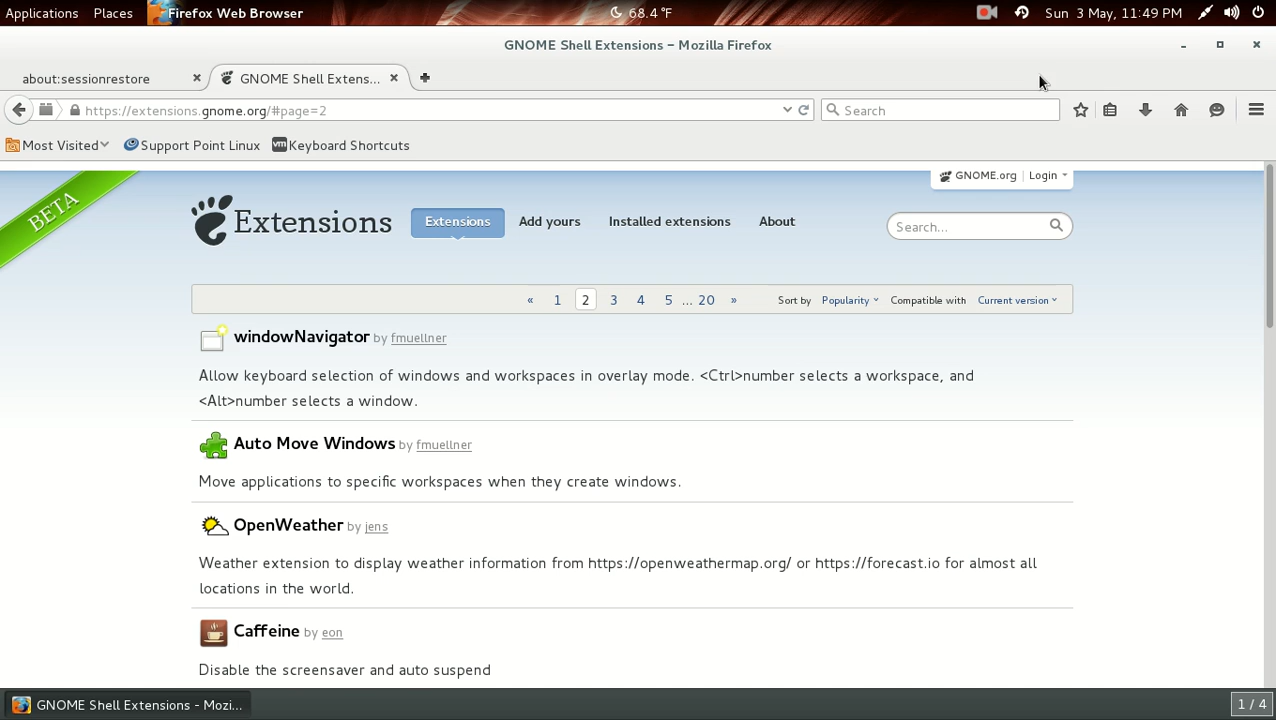 Applications Places Firefox Web Browser 68.4 °F Sun 3 May, 11:49 PM
GNOME Shell Extensions – Mozilla Firefox
about:sessionrestore GNOME Shell Extens...
https://extensions.gnome.org/#page=2 Search
Most Visited Support Point Linux vm Keyboard Shortcuts
BETA
GNOME.org | Login
Extensions Extensions Add yours Installed extensions About Search...
« 1 2 3 4 5 ... 20 » Sort by Popularity Compatible with Current version
windowNavigator by fmuellner
Allow keyboard selection of windows and workspaces in overlay mode. <Ctrl>number selects a workspace, and
<Alt>number selects a window.
Auto Move Windows by fmuellner
Move applications to specific workspaces when they create windows.
OpenWeather by jens
Weather extension to display weather information from https://openweathermap.org/ or https://forecast.io for almost all
locations in the world.
Caffeine by eon
Disable the screensaver and auto suspend
GNOME Shell Extensions - Mozi... 1 / 4